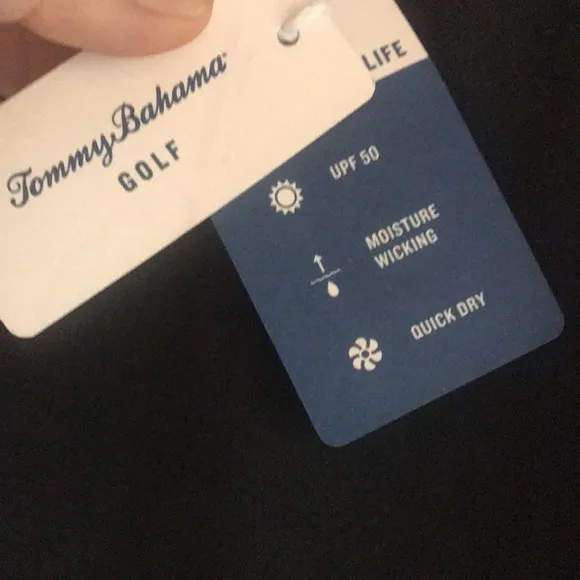 Tommy Bahama
GOLF
LIFE
UPF 50
MOISTURE
WICKING
QUICK DRY